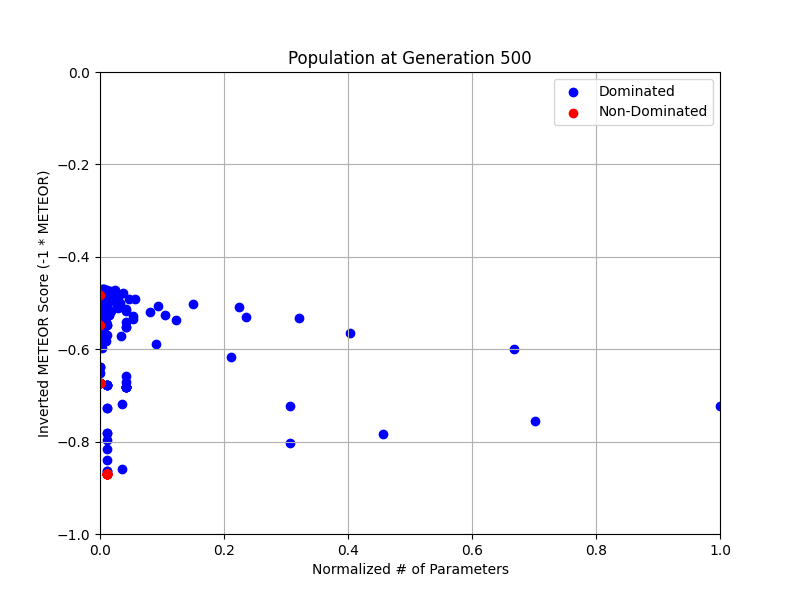 Population at Generation 500
Dominated
Non-Dominated
0.0
−0.2
−0.4
−0.6
−0.8
−1.0
Inverted METEOR Score (-1 * METEOR)
0.0 0.2 0.4 0.6 0.8 1.0
Normalized # of Parameters